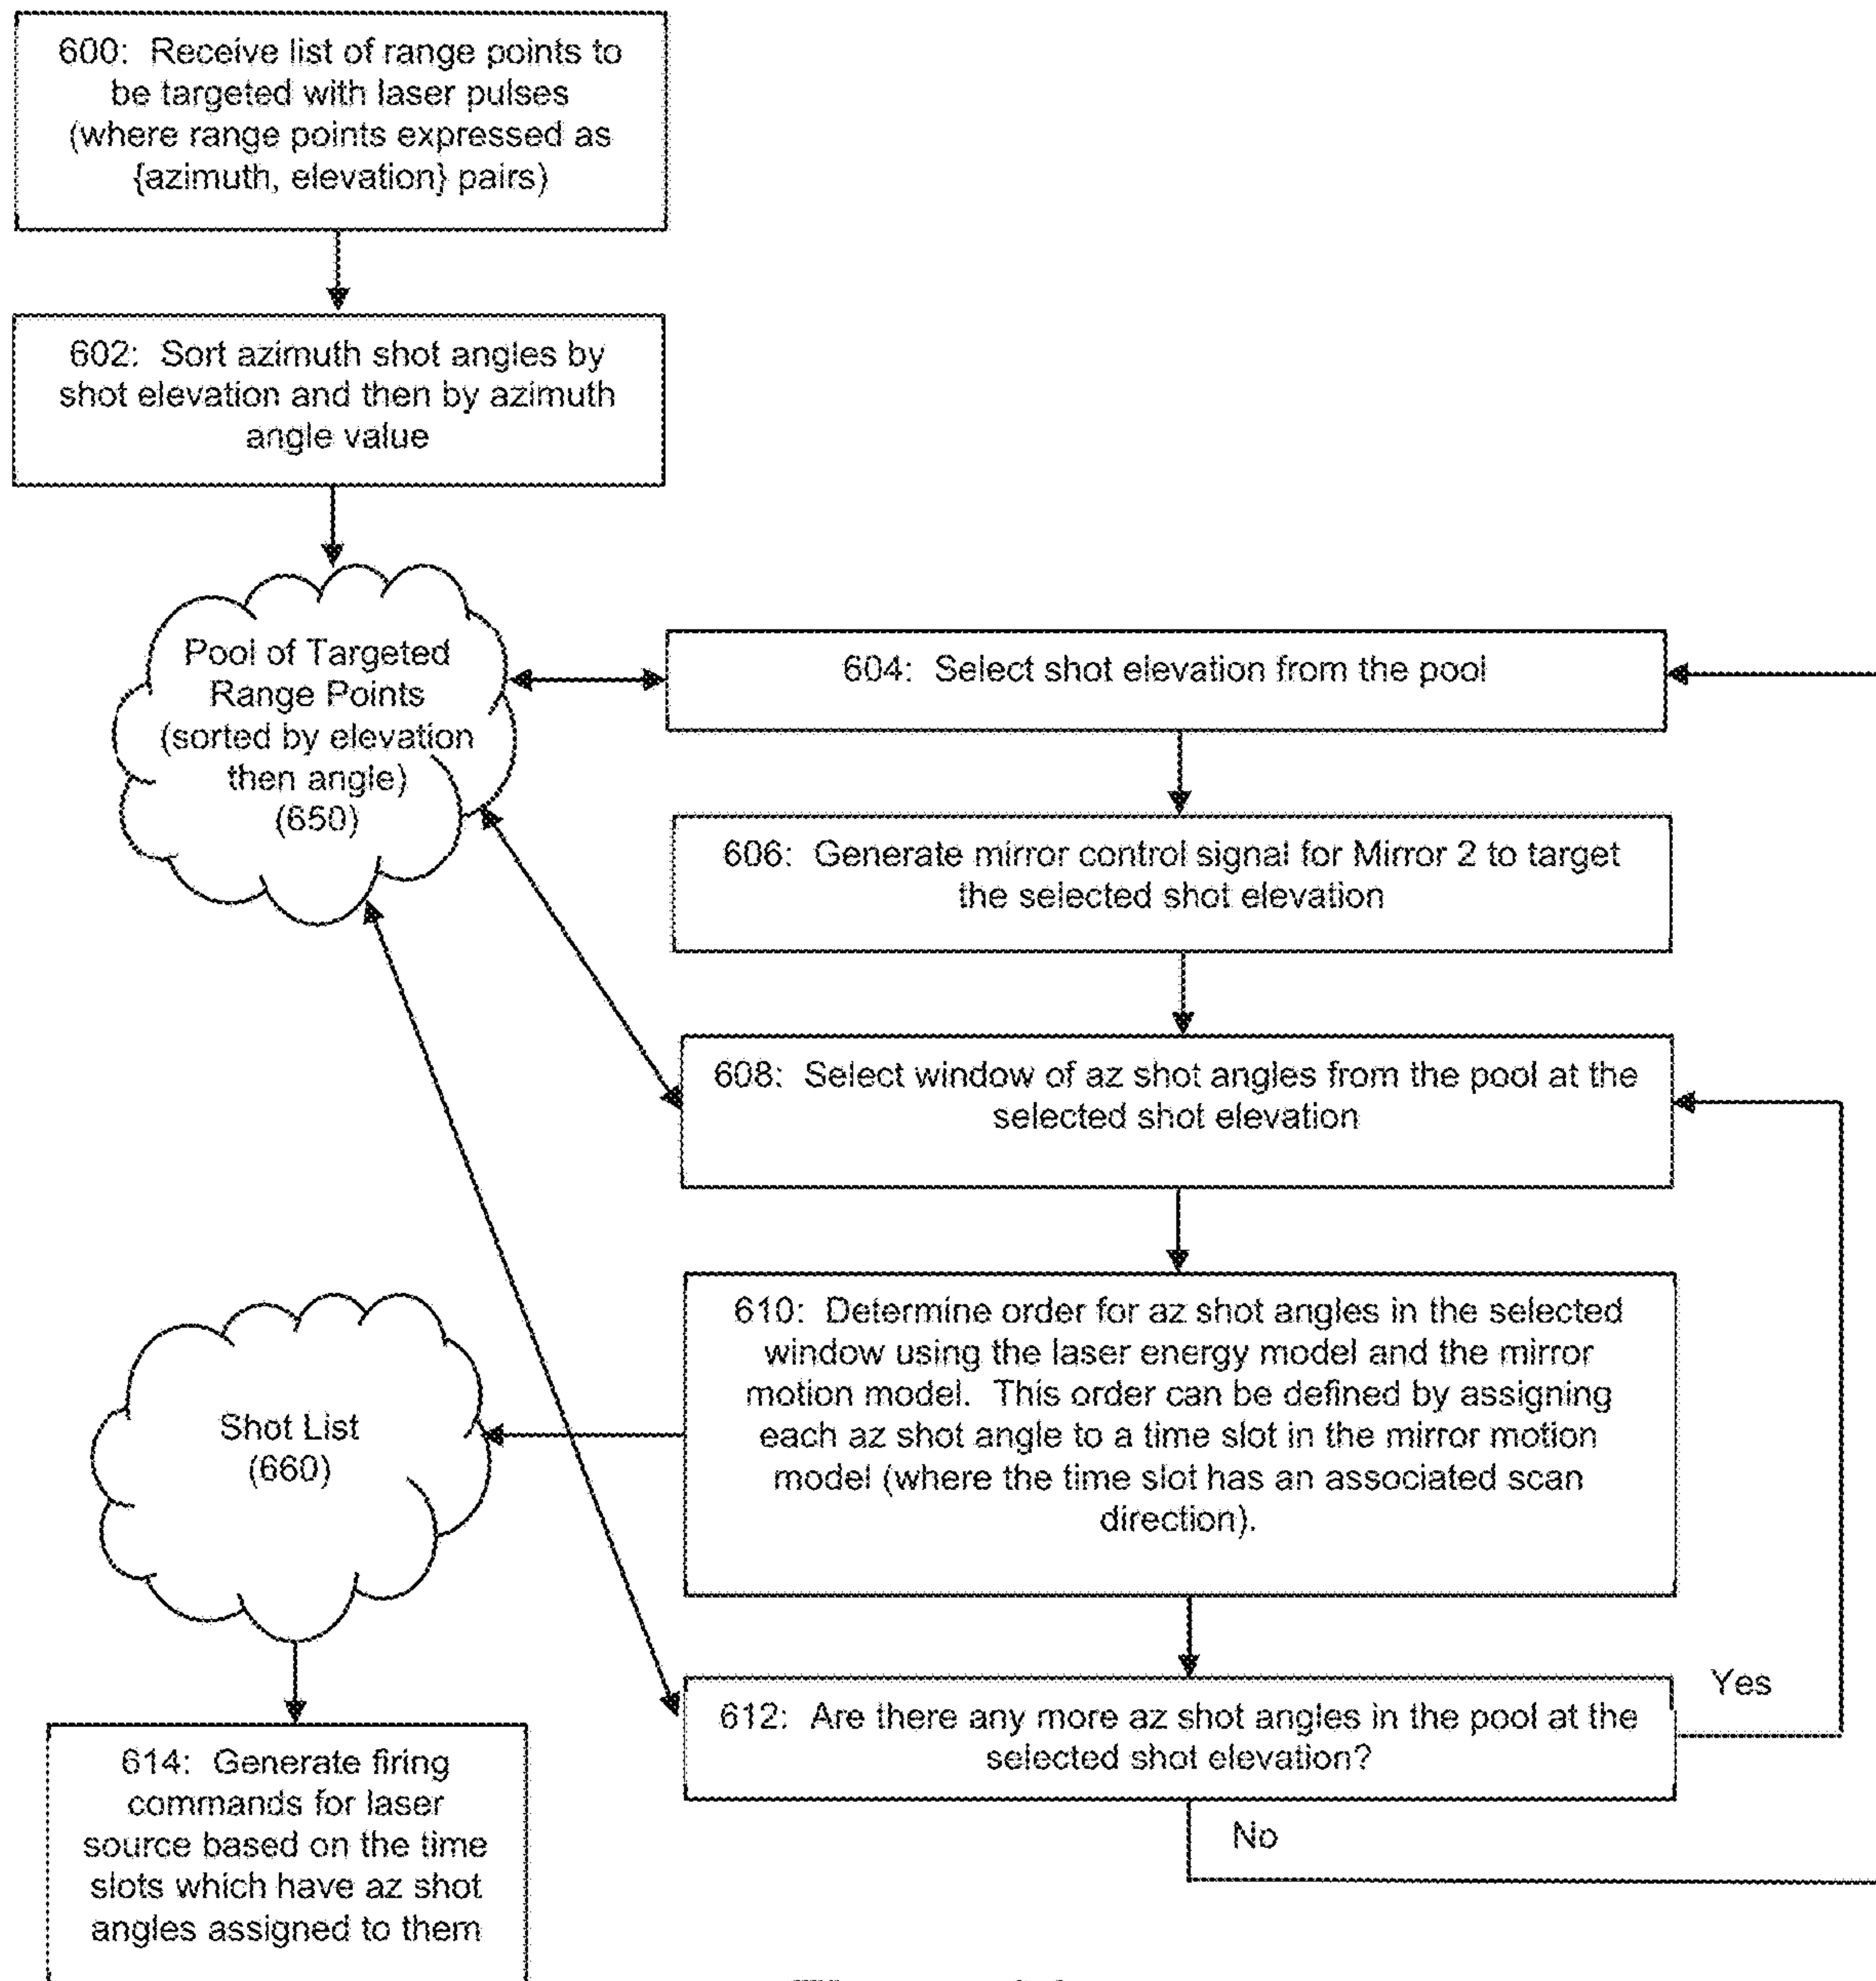 600: Receive list of range points to
be targeted with laser pulses
(where range points expressed as
{azimuth, elevation} pairs)
602: Sort azimuth shot angles by
shot elevation and then by azimuth
angle value
Pool of Targeted
Range Points
(sorted by elevation
then angle)
(650)
604: Select shot elevation from the pool
606: Generate mirror control signal for Mirror 2 to target
the selected shot elevation
608: Select window of az shot angles from the pool at the
selected shot elevation
610: Determine order for az shot angles in the selected
window using the laser energy model and the mirror
motion model. This order can be defined by assigning
each az shot angle to a time slot in the mirror motion
model (where the time slot has an associated scan
direction).
Shot List
(660)
612: Are there any more az shot angles in the pool at the
selected shot elevation?
Yes
No
614: Generate firing
commands for laser
source based on the time
slots which have az shot
angles assigned to them